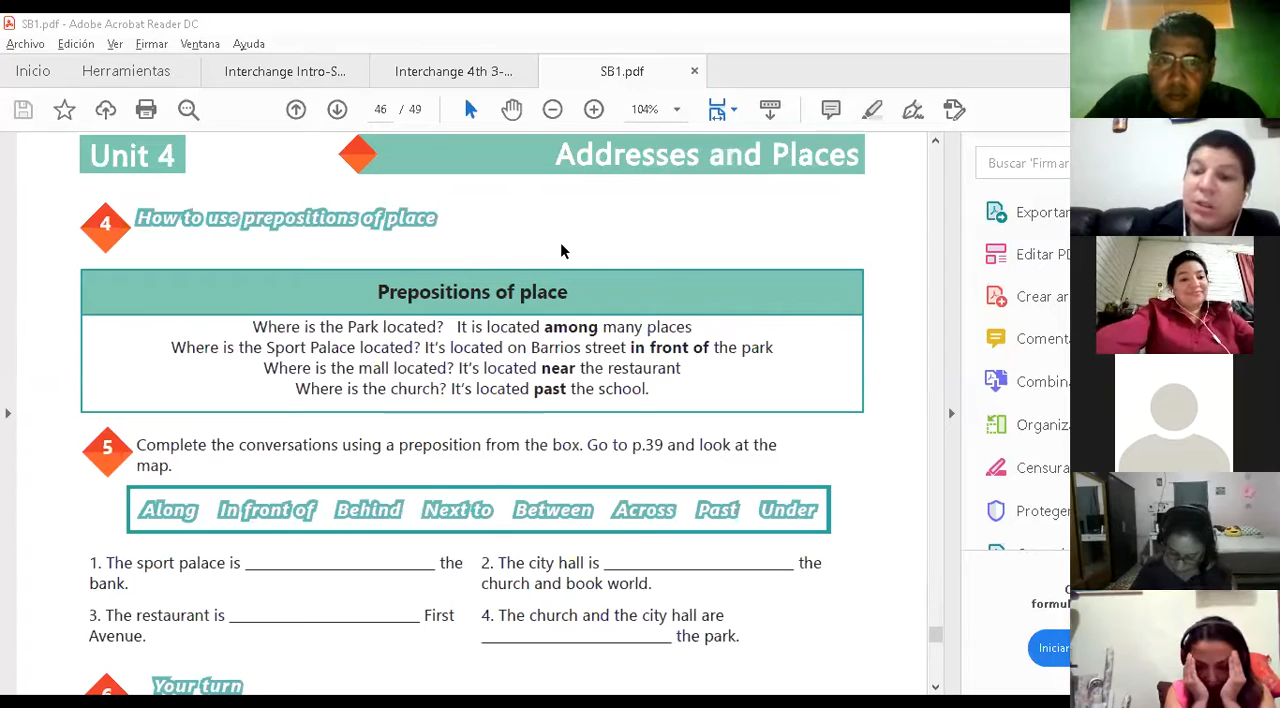 SB1.pdf - Adobe Acrobat Reader DC
Archivo Edición Ver Firmar Ventana Ayuda
Inicio Herramientas Interchange Intro-S... Interchange 4th 3-... SB1.pdf ×
46 / 49 104%
Unit 4 Addresses and Places
Buscar 'Firmar
4 How to use prepositions of place
Exportar
Editar PD
Prepositions of place
Crear ar
Where is the Park located? It is located among many places
Comenta
Where is the Sport Palace located? It's located on Barrios street in front of the park
Where is the mall located? It's located near the restaurant
Combin
Where is the church? It's located past the school.
Organiz
5 Complete the conversations using a preposition from the box. Go to p.39 and look at the
map.
Censura
Along In front of Behind Next to Between Across Past Under
Proteger
1. The sport palace is ____________________ the
bank.
2. The city hall is ____________________ the
church and book world.
3. The restaurant is ____________________ First
Avenue.
4. The church and the city hall are
____________________ the park.
formul
Iniciar
Your turn